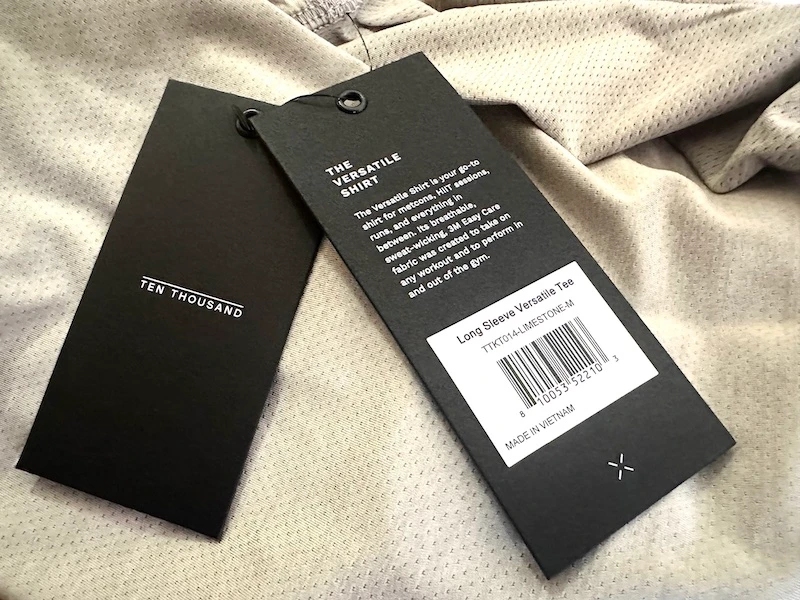 TEN THOUSAND
THE
VERSATILE
SHIRT
The Versatile Shirt is your go-to
shirt for metcons, HIIT sessions,
runs, and everything in
between. Its breathable,
sweat-wicking, 3M Easy Care
fabric was created to take on
any workout and to perform in
and out of the gym.
Long Sleeve Versatile Tee
TTKT014-LIMESTONE-M
8 10053 52210 3
MADE IN VIETNAM